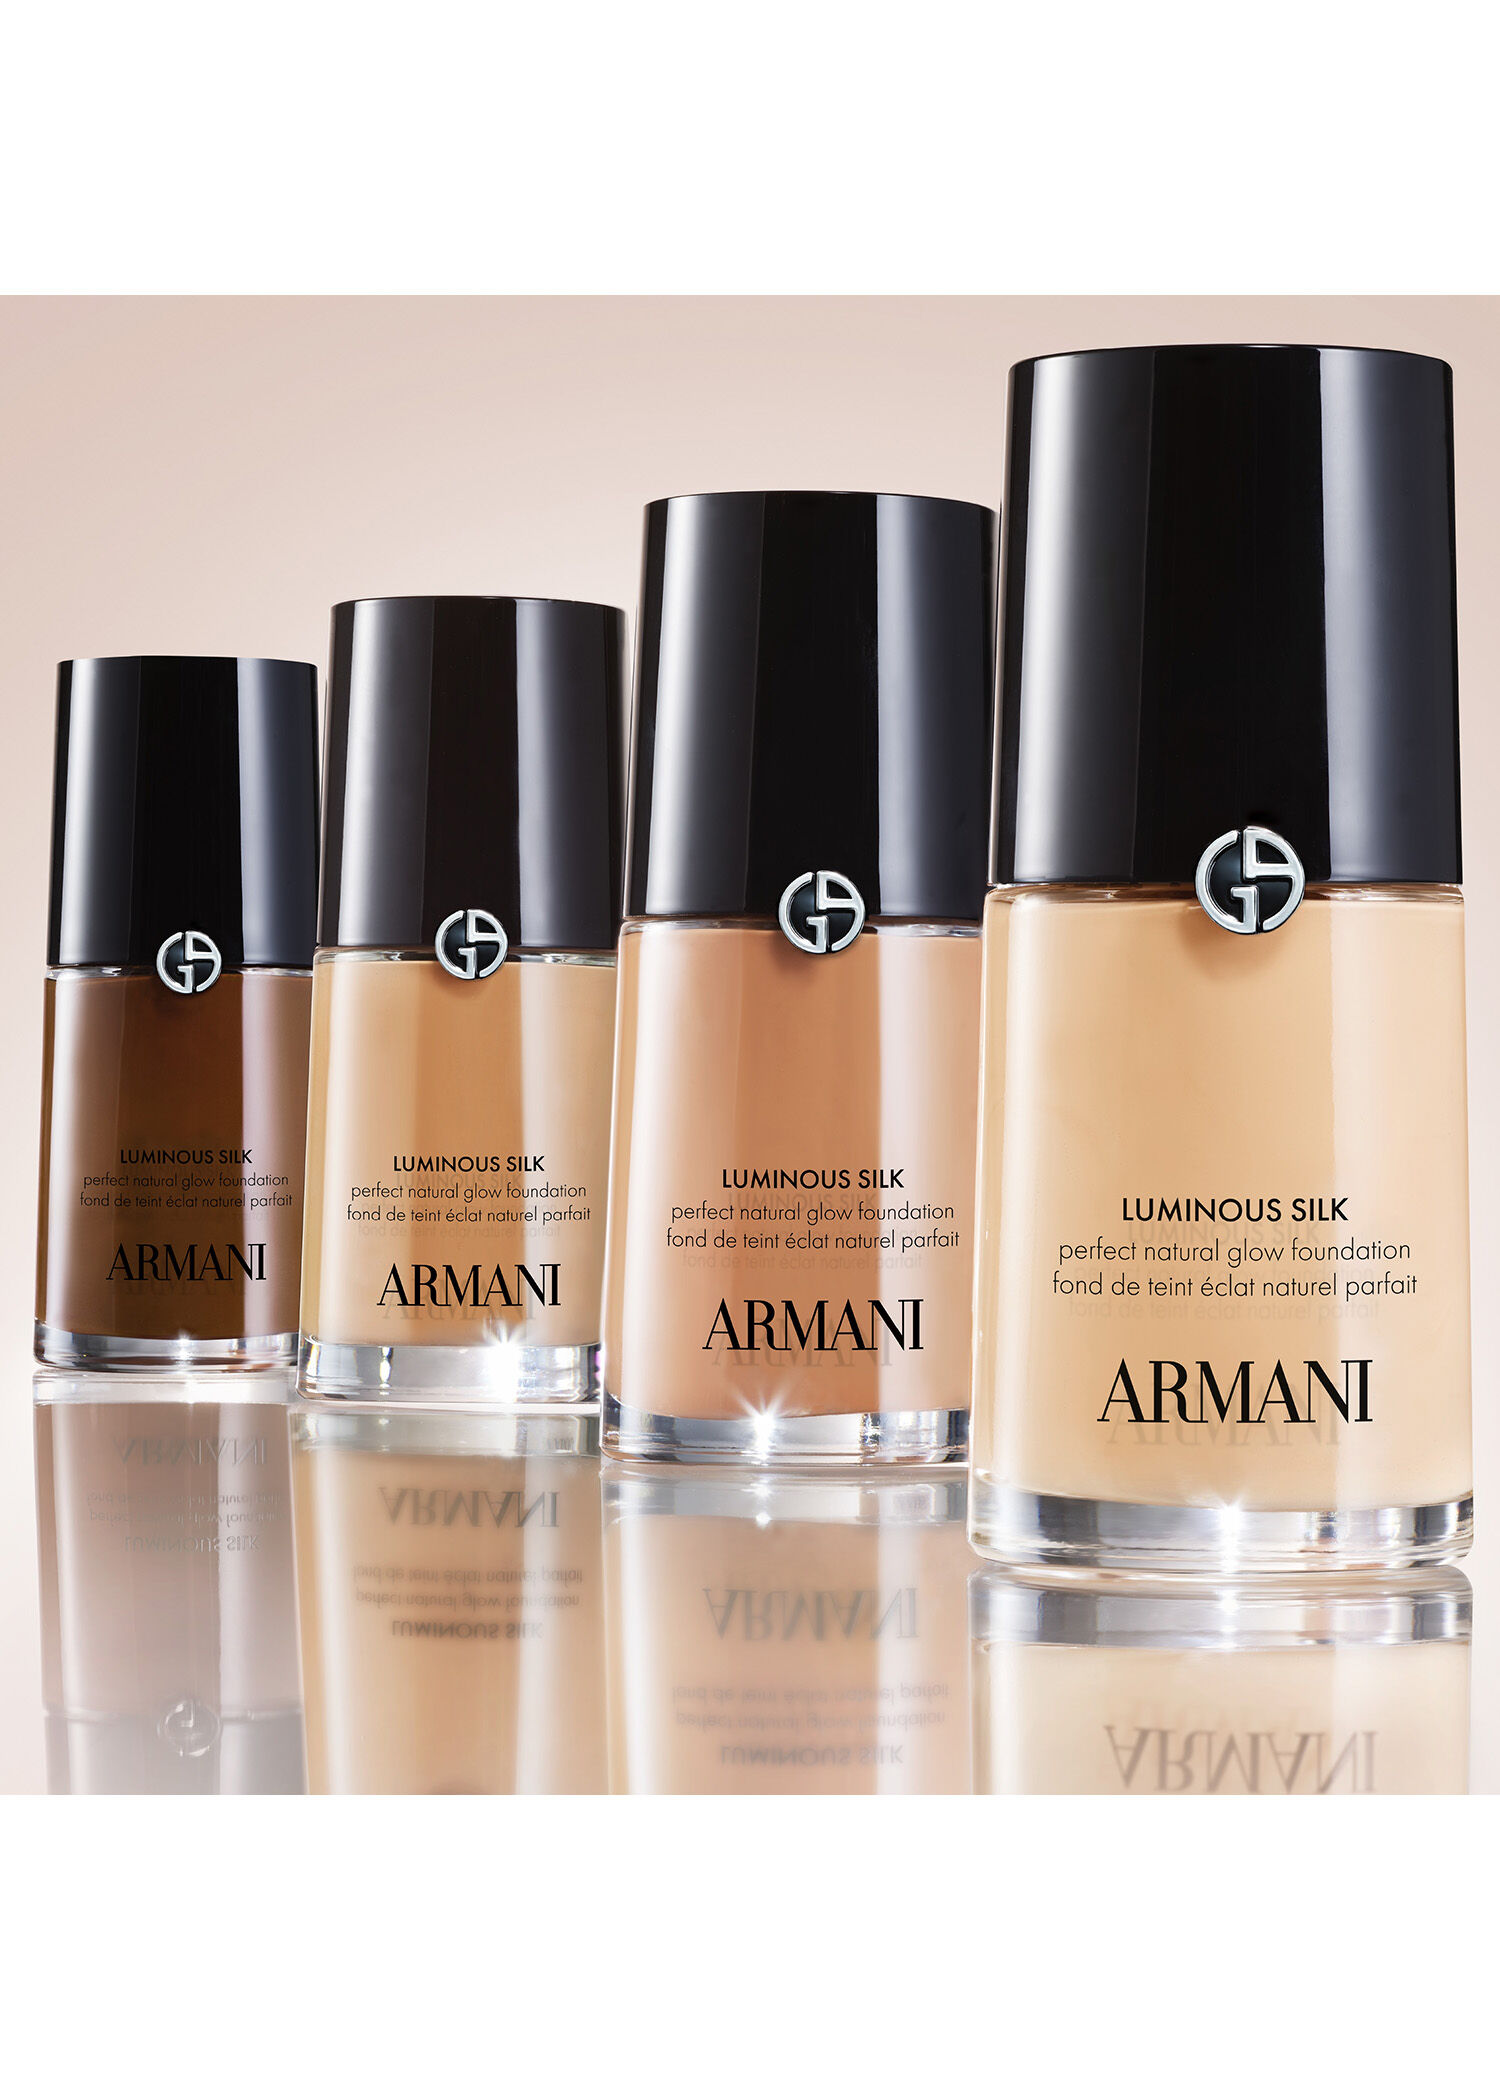 LUMINOUS SILK
perfect natural glow foundation
fond de teint éclat naturel parfait
ARMANI
LUMINOUS SILK
perfect natural glow foundation
fond de teint éclat naturel parfait
ARMANI
LUMINOUS SILK
perfect natural glow foundation
fond de teint éclat naturel parfait
ARMANI
LUMINOUS SILK
perfect natural glow foundation
fond de teint éclat naturel parfait
ARMANI